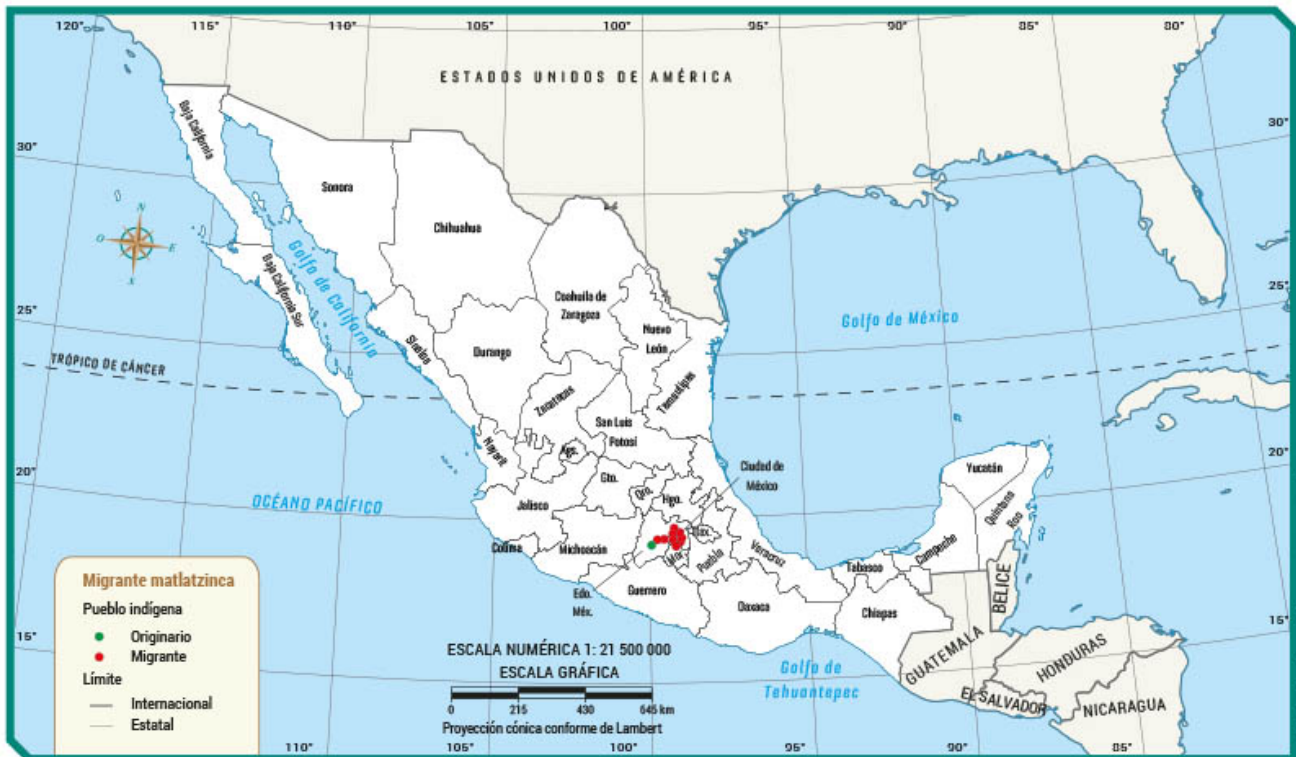 120°
115°
110°
105°
100°
95°
90°
85°
80°
ESTADOS UNIDOS DE AMÉRICA
30°
30°
Baja California
Sonora
Chihuahua
N
O
E
Golfo de California
Baja California Sur
Coahuila de
Zaragoza
Nuevo
León
25°
25°
Golfo de México
Sinaloa
Durango
Tamaulipas
TRÓPICO DE CÁNCER
Zacatecas
San Luis
Potosí
Nayarit
Ags.
20°
20°
Ciudad de
México
Yucatán
Quintana
Roo
Gto.
Qro.
Hgo.
OCÉANO PACÍFICO
Jalisco
Tlax.
Colima
Michoacán
Mor.
Puebla
Veracruz
Tabasco
Campeche
BELICE
Edo.
Méx.
Guerrero
Oaxaca
Chiapas
GUATEMALA
HONDURAS
EL SALVADOR
NICARAGUA
Golfo de
Tehuantepec
15°
15°
Migrante matlatzinca
Pueblo indígena
Originario
Migrante
Límite
Internacional
Estatal
ESCALA NUMÉRICA 1: 21 500 000
ESCALA GRÁFICA
0 215 430 645 km
Proyección cónica conforme de Lambert
110°
105°
100°
95°
90°
85°